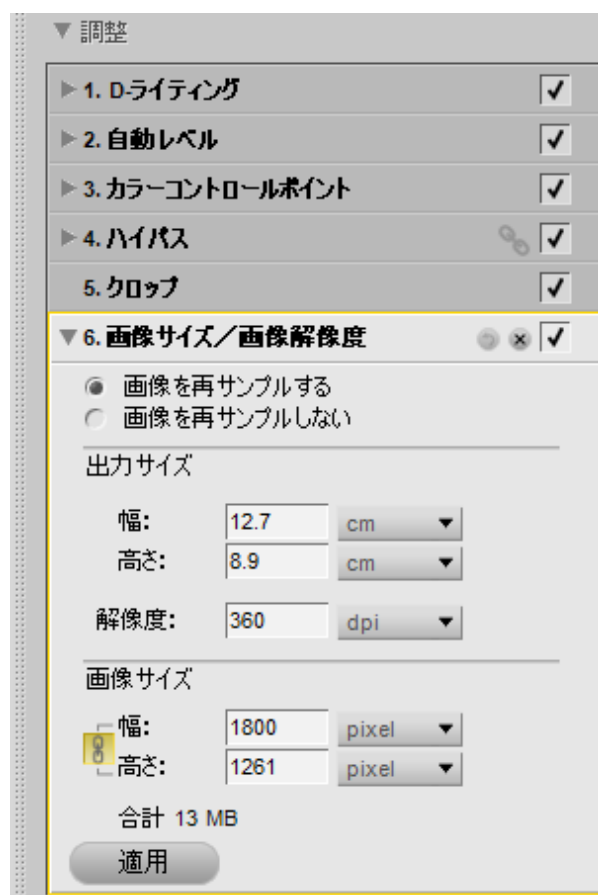 調整
1. D-ライティング
2. 自動レベル
3. カラーコントロールポイント
4. ハイパス
5. クロップ
6. 画像サイズ／画像解像度
画像を再サンプルする
画像を再サンプルしない
出力サイズ
幅: 12.7 cm
高さ: 8.9 cm
解像度: 360 dpi
画像サイズ
幅: 1800 pixel
高さ: 1261 pixel
合計 13 MB
適用